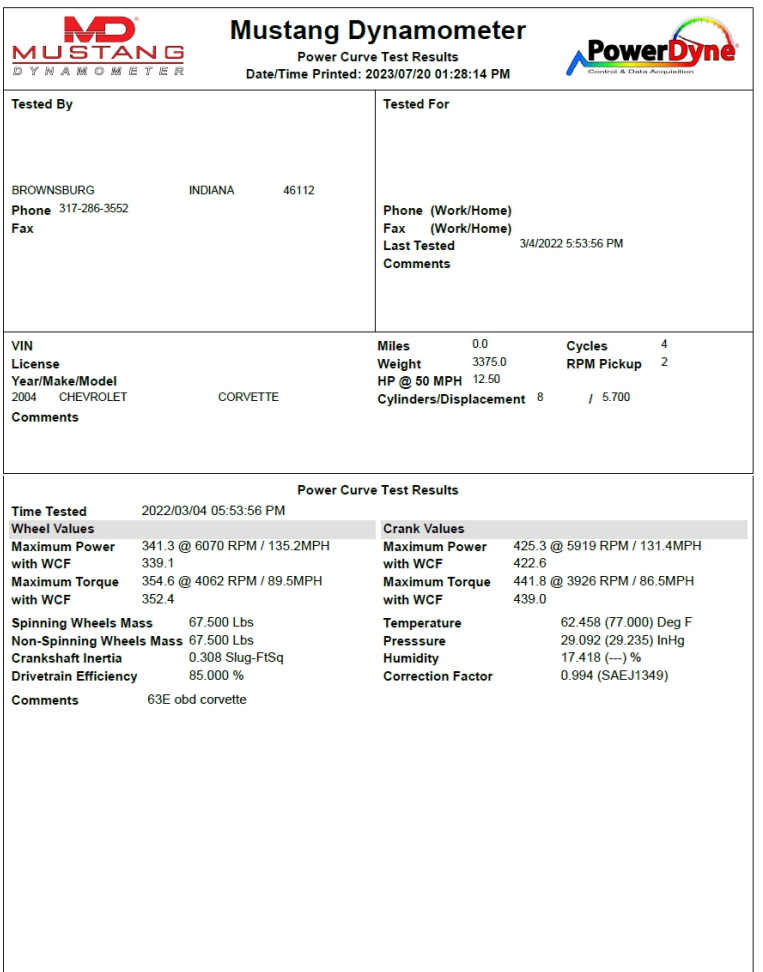 MD
MUSTANG
DYNAMOMETER
Mustang Dynamometer
Power Curve Test Results
Date/Time Printed: 2023/07/20 01:28:14 PM
PowerDyne
Control & Data Acquisition
Tested By
BROWNSBURG INDIANA 46112
Phone 317-286-3552
Fax
Tested For
Phone (Work/Home)
Fax (Work/Home)
Last Tested 3/4/2022 5:53:56 PM
Comments
VIN
License
Year/Make/Model
2004 CHEVROLET CORVETTE
Comments
Miles 0.0 Cycles 4
Weight 3375.0 RPM Pickup 2
HP @ 50 MPH 12.50
Cylinders/Displacement 8 / 5.700
Power Curve Test Results
Time Tested 2022/03/04 05:53:56 PM
Wheel Values
Maximum Power 341.3 @ 6070 RPM / 135.2MPH
with WCF 339.1
Maximum Torque 354.6 @ 4062 RPM / 89.5MPH
with WCF 352.4
Crank Values
Maximum Power 425.3 @ 5919 RPM / 131.4MPH
with WCF 422.6
Maximum Torque 441.8 @ 3926 RPM / 86.5MPH
with WCF 439.0
Spinning Wheels Mass 67.500 Lbs
Non-Spinning Wheels Mass 67.500 Lbs
Crankshaft Inertia 0.308 Slug-FtSq
Drivetrain Efficiency 85.000 %
Temperature 62.458 (77.000) Deg F
Presssure 29.092 (29.235) InHg
Humidity 17.418 (---) %
Correction Factor 0.994 (SAEJ1349)
Comments 63E obd corvette